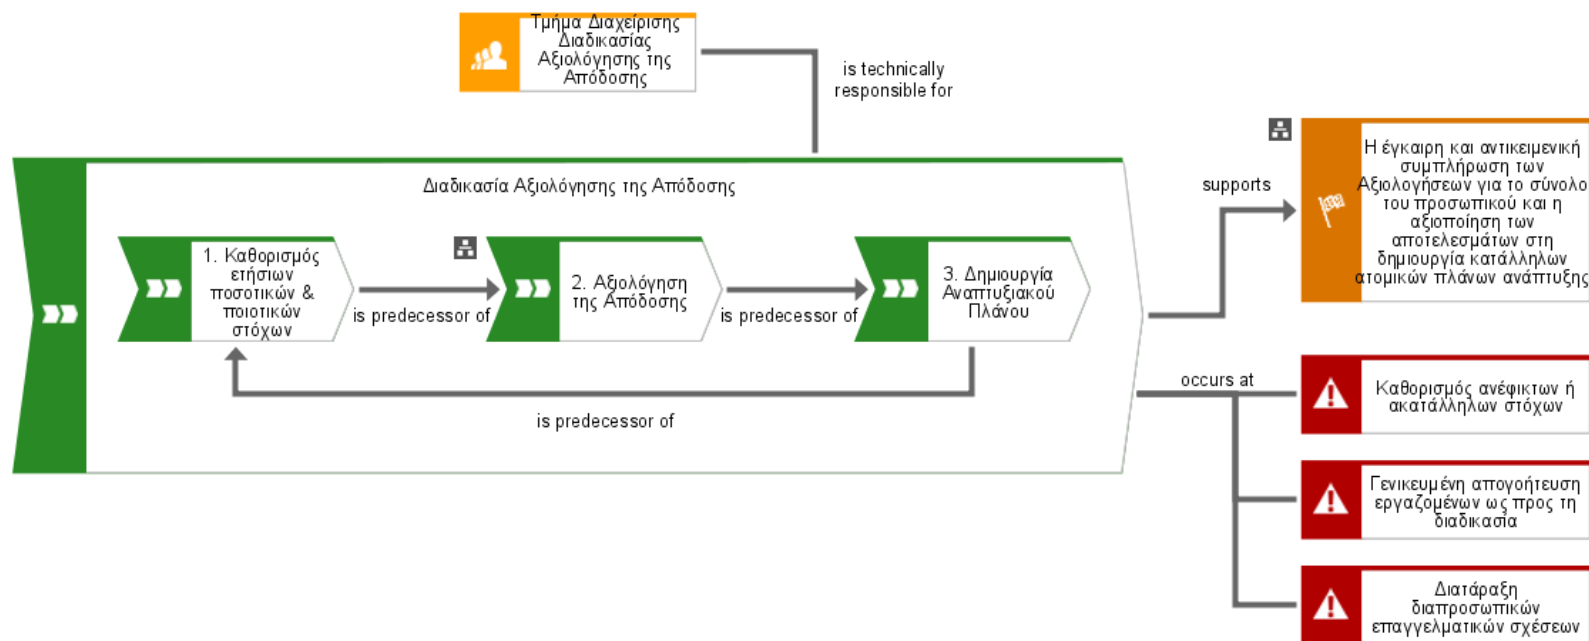 Τμήμα Διαχείρισης
Διαδικασίας
Αξιολόγησης της
Απόδοσης
is technically
responsible for
Διαδικασία Αξιολόγησης της Απόδοσης
1. Καθορισμός
ετήσιων
ποσοτικών &
ποιοτικών
στόχων
is predecessor of
2. Αξιολόγηση
της Απόδοσης
is predecessor of
3. Δημιουργία
Αναπτυξιακού
Πλάνου
is predecessor of
supports
Η έγκαιρη και αντικειμενική
συμπλήρωση των
Αξιολογήσεων για το σύνολο
του προσωπικού και η
αξιοποίηση των
αποτελεσμάτων στη
δημιουργία κατάλληλων
ατομικών πλάνων ανάπτυξης
occurs at
Καθορισμός ανέφικτων ή
ακατάλληλων στόχων
Γενικευμένη απογοήτευση
εργαζομένων ως προς τη
διαδικασία
Διατάραξη
διαπροσωπικών
επαγγελματικών σχέσεων